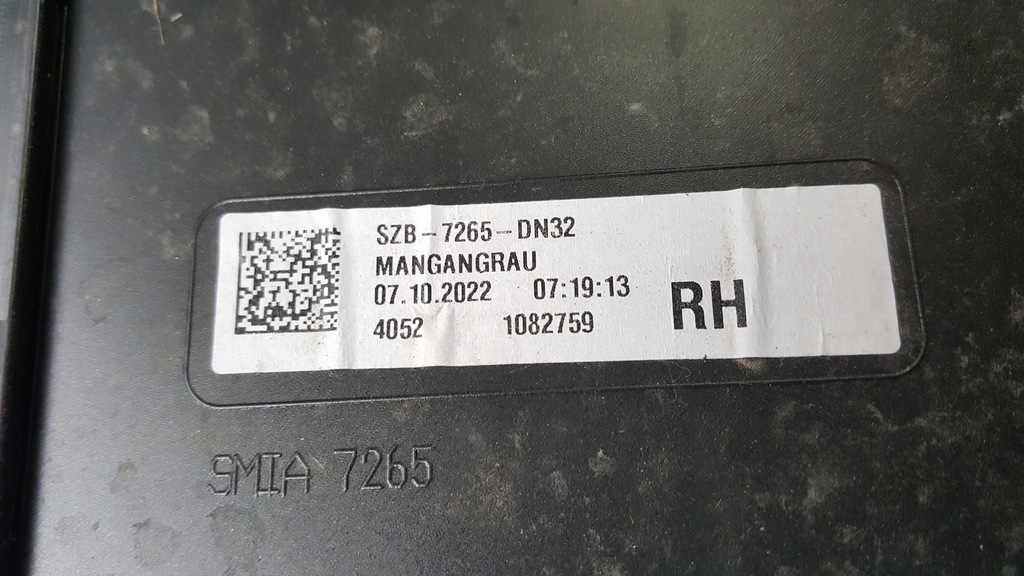 SZB-7265-DN32
MANGANGRAU
07.10.2022 07:19:13
4052 1082759
RH
SMIA 7265